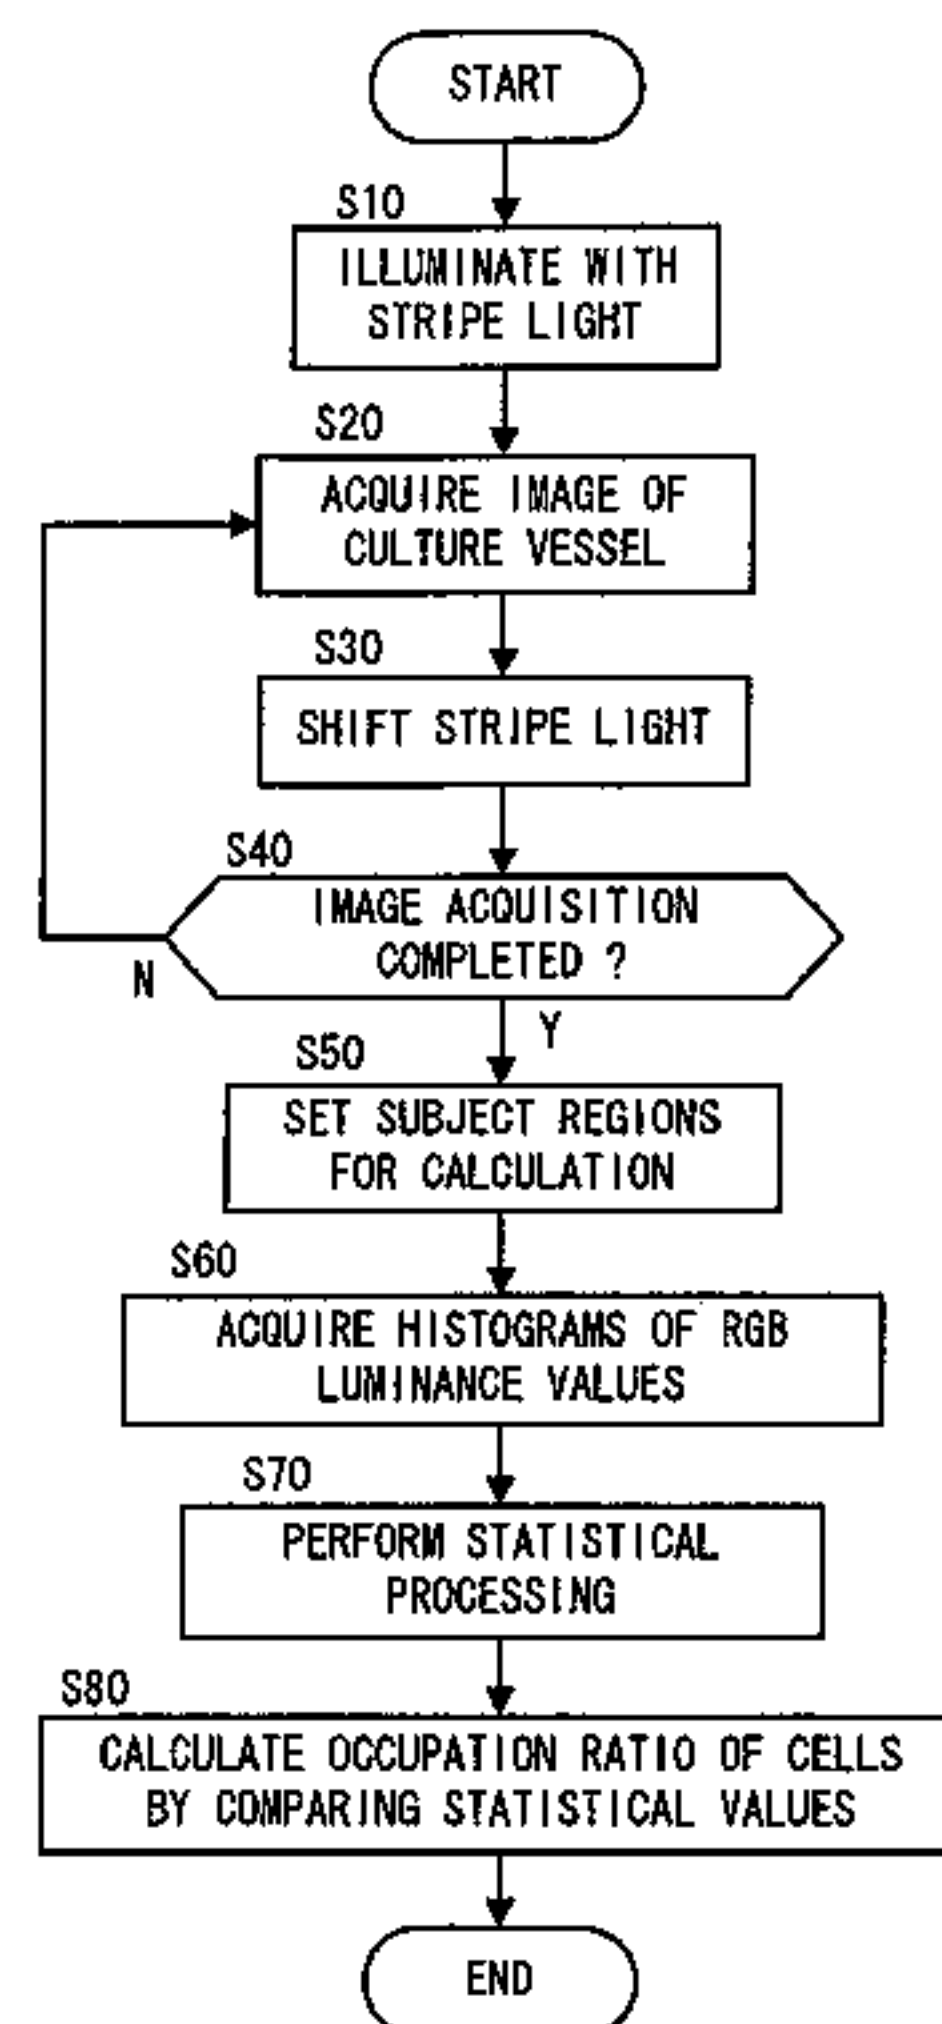 START
S10
ILLUMINATE WITH
STRIPE LIGHT
S20
ACQUIRE IMAGE OF
CULTURE VESSEL
S30
SHIFT STRIPE LIGHT
S40
IMAGE ACQUISITION
COMPLETED ?
N
Y
S50
SET SUBJECT REGIONS
FOR CALCULATION
S60
ACQUIRE HISTOGRAMS OF RGB
LUMINANCE VALUES
S70
PERFORM STATISTICAL
PROCESSING
S80
CALCULATE OCCUPATION RATIO OF CELLS
BY COMPARING STATISTICAL VALUES
END